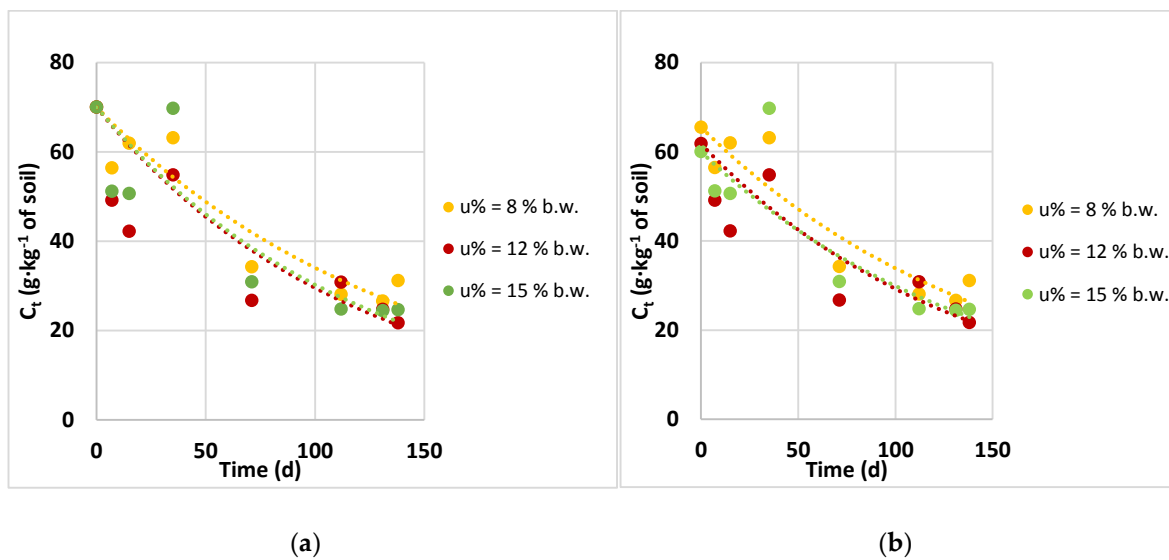 80
60
40
20
0
0
50
100
150
Time (d)
Cₜ (g·kg⁻¹ of soil)
u% = 8 % b.w.
u% = 12 % b.w.
u% = 15 % b.w.
(a)
80
60
40
20
0
0
50
100
150
Time (d)
Cₜ (g·kg⁻¹ of soil)
u% = 8 % b.w.
u% = 12 % b.w.
u% = 15 % b.w.
(b)